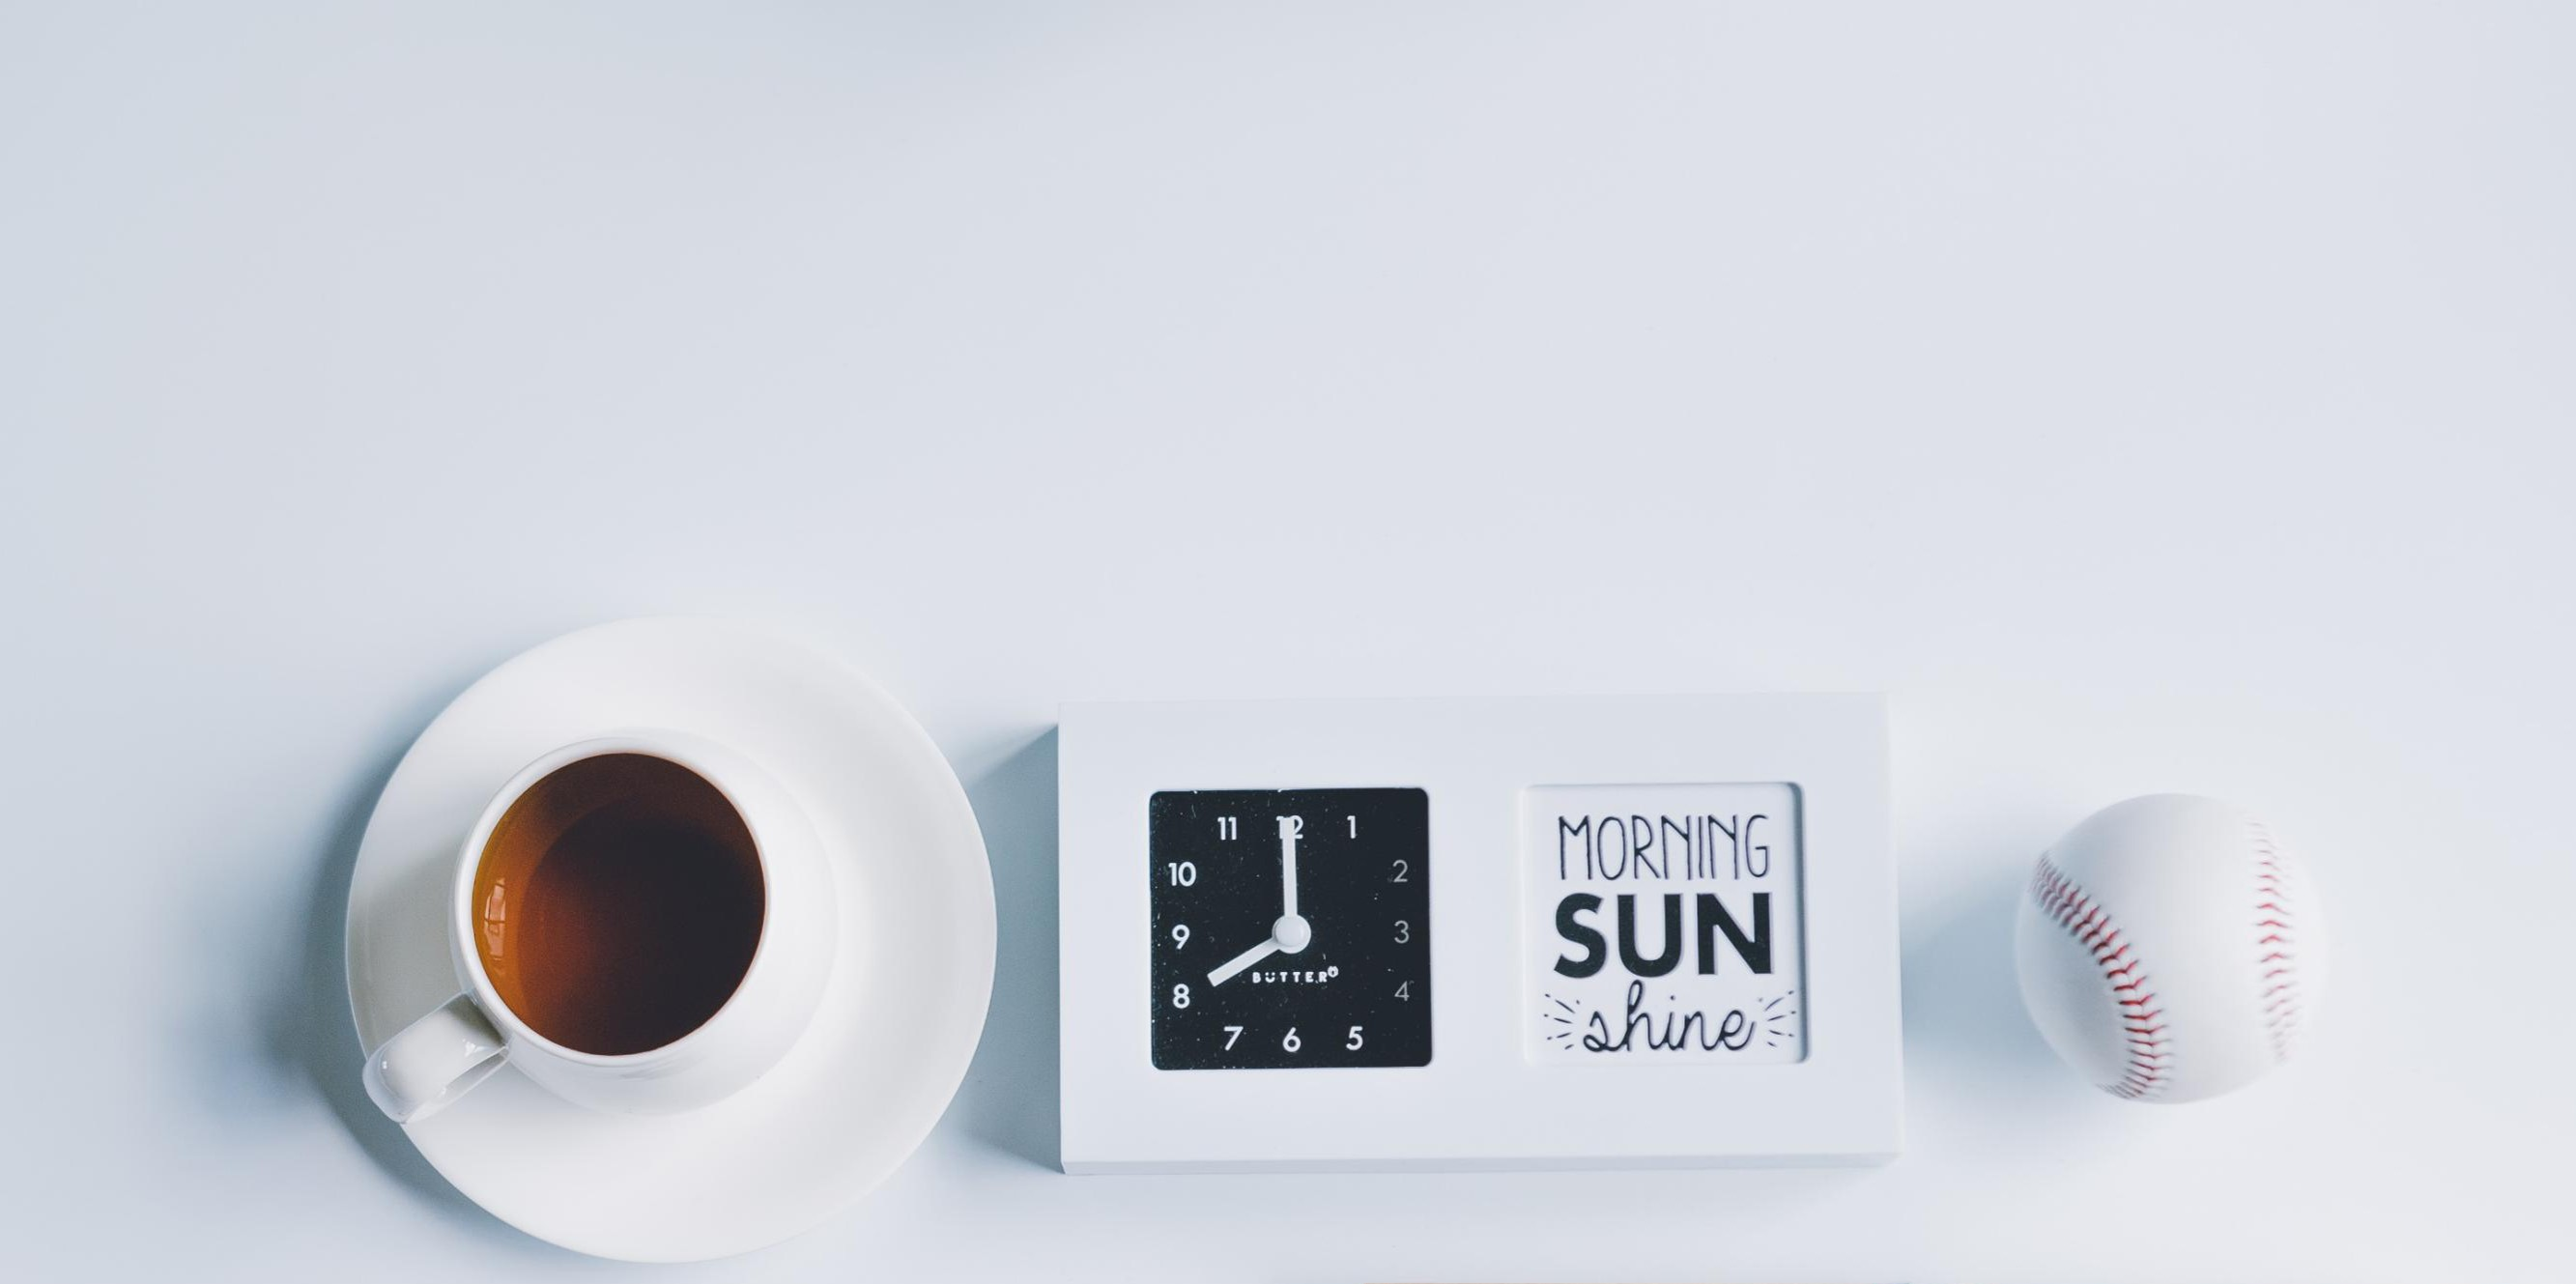 11 12 1
10 2
9 3
BUTTER
8 4
7 6 5
MORNING
SUN
shine